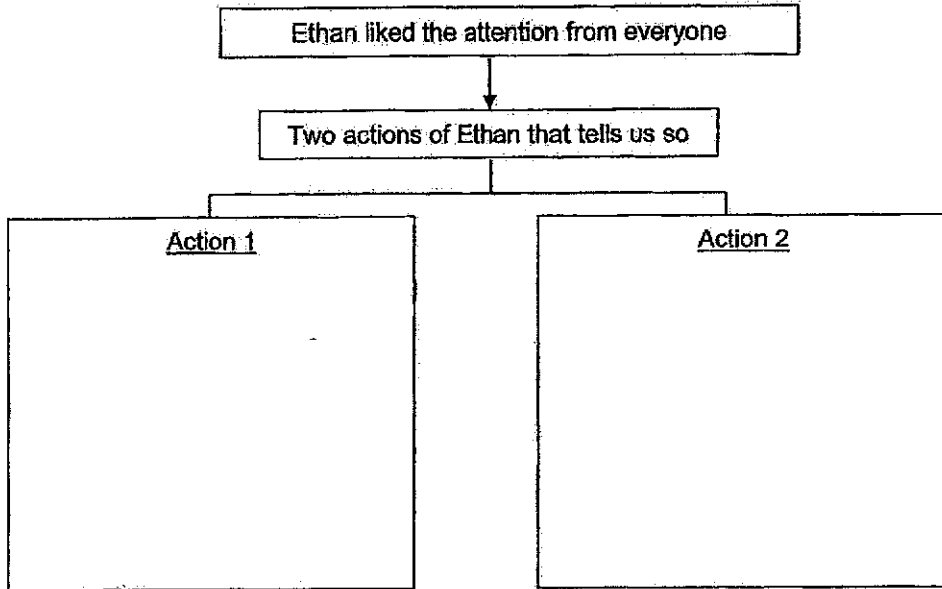 Ethan liked the attention from everyone
Two actions of Ethan that tells us so
Action 1
Action 2